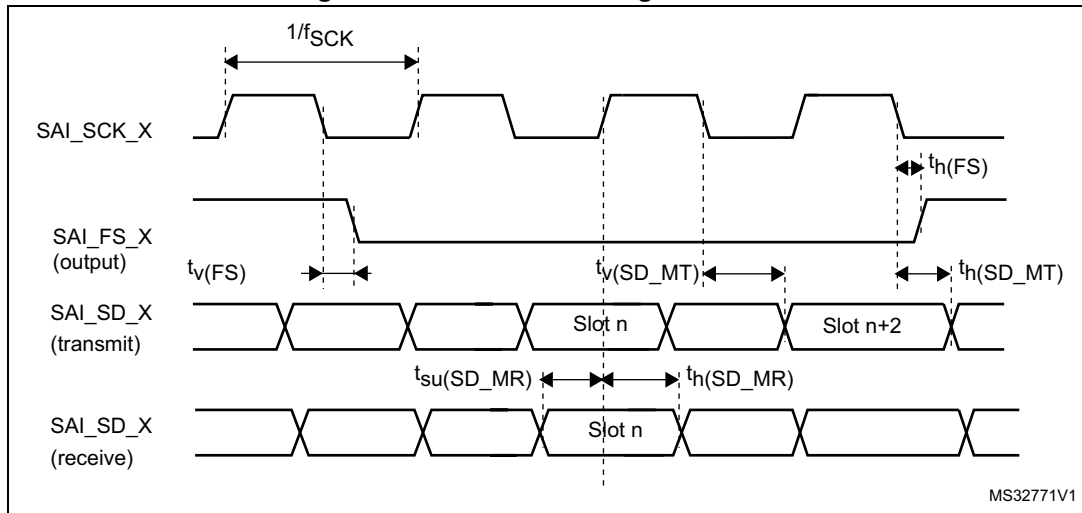 1/fSCK
SAI_SCK_X
th(FS)
SAI_FS_X
(output)
tv(FS)
tv(SD_MT)
th(SD_MT)
SAI_SD_X
(transmit)
Slot n
Slot n+2
tsu(SD_MR)
th(SD_MR)
SAI_SD_X
(receive)
Slot n
MS32771V1